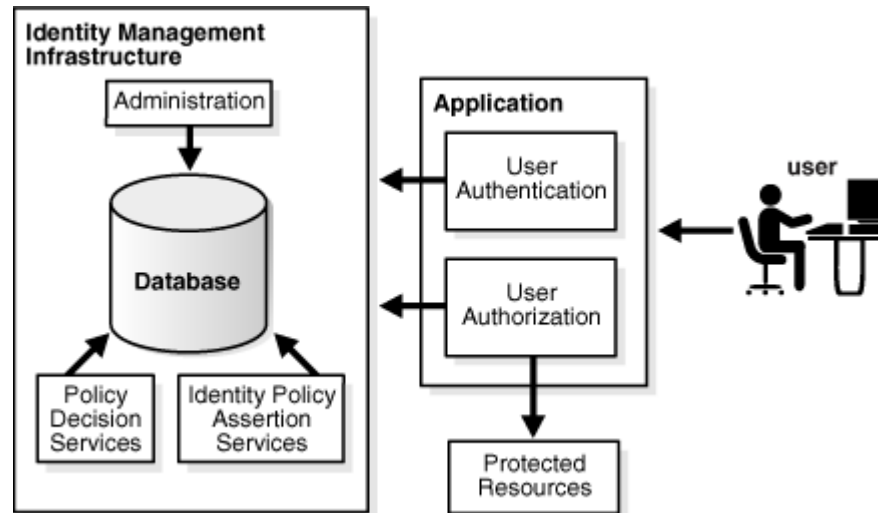 Identity Management
Infrastructure
Administration
Database
Policy
Decision
Services
Identity Policy
Assertion
Services
Application
User
Authentication
User
Authorization
Protected
Resources
user